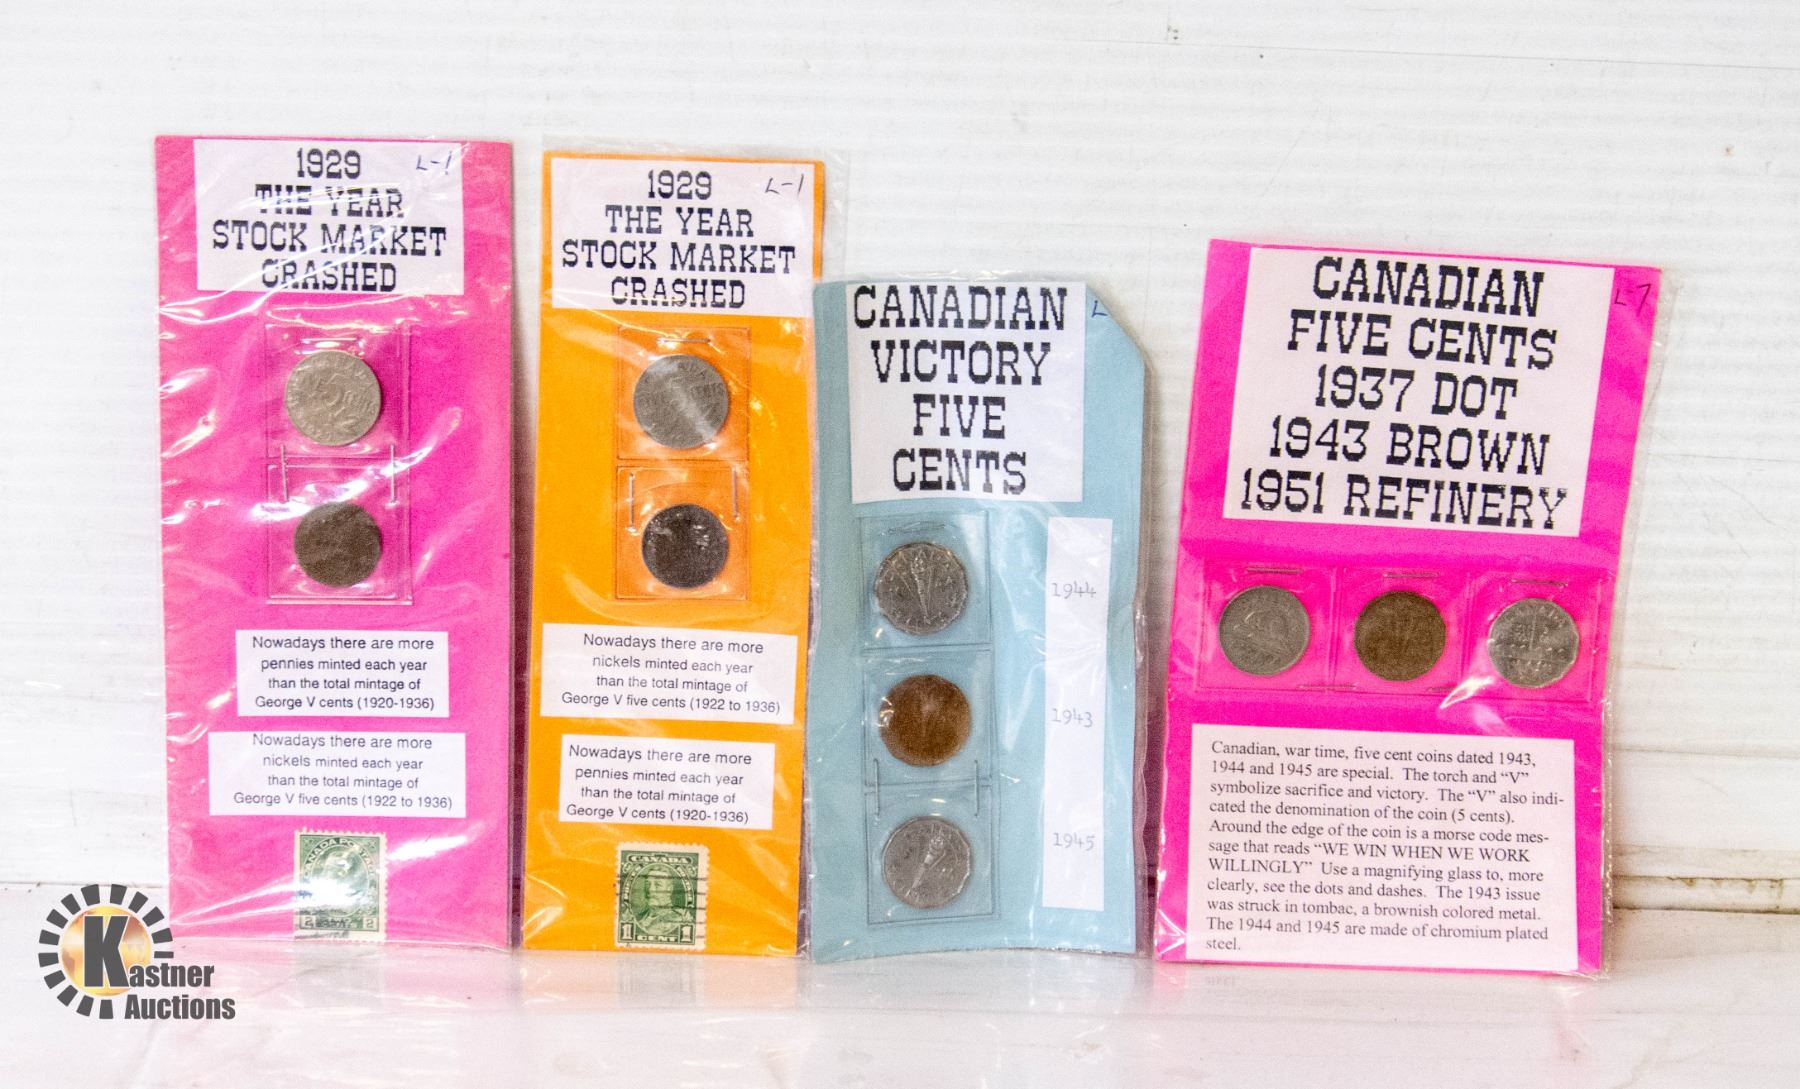 1929
THE YEAR
STOCK MARKET
CRASHED
L-1
Nowadays there are more
pennies minted each year
than the total mintage of
George V cents (1920-1936)
Nowadays there are more
nickels minted each year
than the total mintage of
George V five cents (1922 to 1936)
CANADA POSTAGE
2 CENTS 2
1929
THE YEAR
STOCK MARKET
CRASHED
L-1
Nowadays there are more
nickels minted each year
than the total mintage of
George V five cents (1922 to 1936)
Nowadays there are more
pennies minted each year
than the total mintage of
George V cents (1920-1936)
CANADA
1 CENT 1
CANADIAN
VICTORY
FIVE
CENTS
L
1944
1943
1945
CANADIAN
FIVE CENTS
1937 DOT
1943 BROWN
1951 REFINERY
L-7
Canadian, war time, five cent coins dated 1943,
1944 and 1945 are special. The torch and “V”
symbolize sacrifice and victory. The “V” also indi-
cated the denomination of the coin (5 cents).
Around the edge of the coin is a morse code mes-
sage that reads “WE WIN WHEN WE WORK
WILLINGLY” Use a magnifying glass to, more
clearly, see the dots and dashes. The 1943 issue
was struck in tombac, a brownish colored metal.
The 1944 and 1945 are made of chromium plated
steel.
Kastner
Auctions